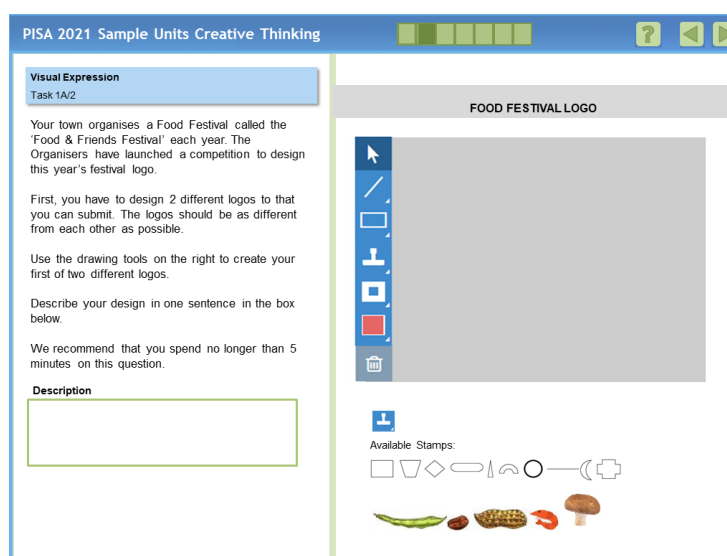 PISA 2021 Sample Units Creative Thinking
?
Visual Expression
Task 1A/2
Your town organises a Food Festival called the
‘Food & Friends Festival’ each year. The
Organisers have launched a competition to design
this year’s festival logo.
First, you have to design 2 different logos to that
you can submit. The logos should be as different
from each other as possible.
Use the drawing tools on the right to create your
first of two different logos.
Describe your design in one sentence in the box
below.
We recommend that you spend no longer than 5
minutes on this question.
Description
FOOD FESTIVAL LOGO
Available Stamps: